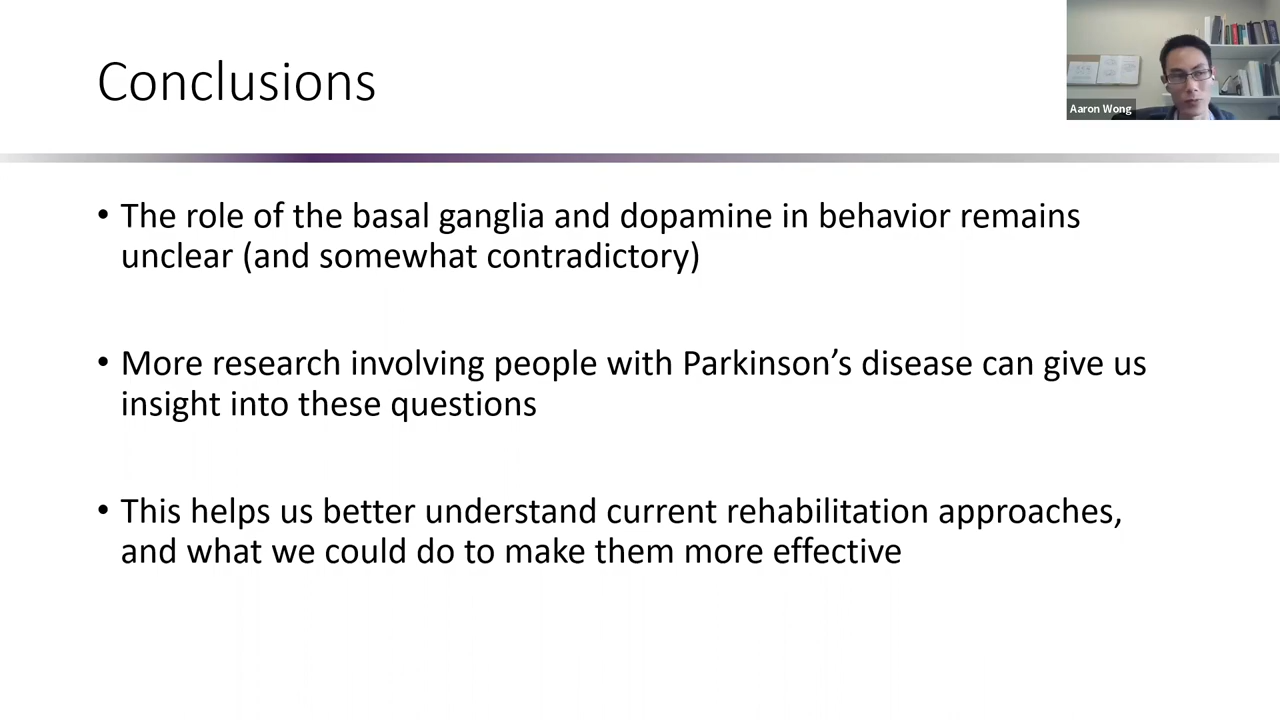 Conclusions
Aaron Wong
• The role of the basal ganglia and dopamine in behavior remains
unclear (and somewhat contradictory)
• More research involving people with Parkinson’s disease can give us
insight into these questions
• This helps us better understand current rehabilitation approaches,
and what we could do to make them more effective